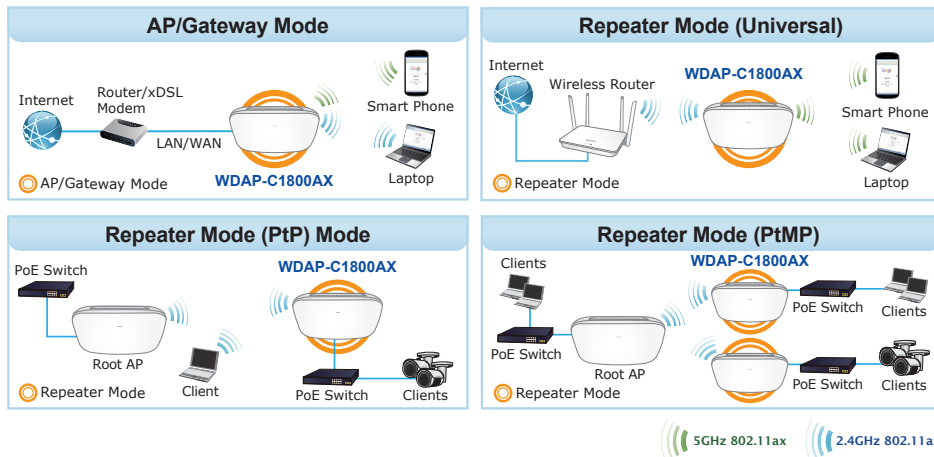 AP/Gateway Mode
Internet
Router/xDSL
Modem
LAN/WAN
WDAP-C1800AX
Smart Phone
Laptop
AP/Gateway Mode
Repeater Mode (Universal)
Internet
Wireless Router
WDAP-C1800AX
Smart Phone
Laptop
Repeater Mode
Repeater Mode (PtP) Mode
PoE Switch
WDAP-C1800AX
Root AP
Client
PoE Switch
Clients
Repeater Mode
Repeater Mode (PtMP)
Clients
WDAP-C1800AX
PoE Switch
Clients
PoE Switch
Root AP
PoE Switch
Clients
Repeater Mode
5GHz 802.11ax
2.4GHz 802.11ax